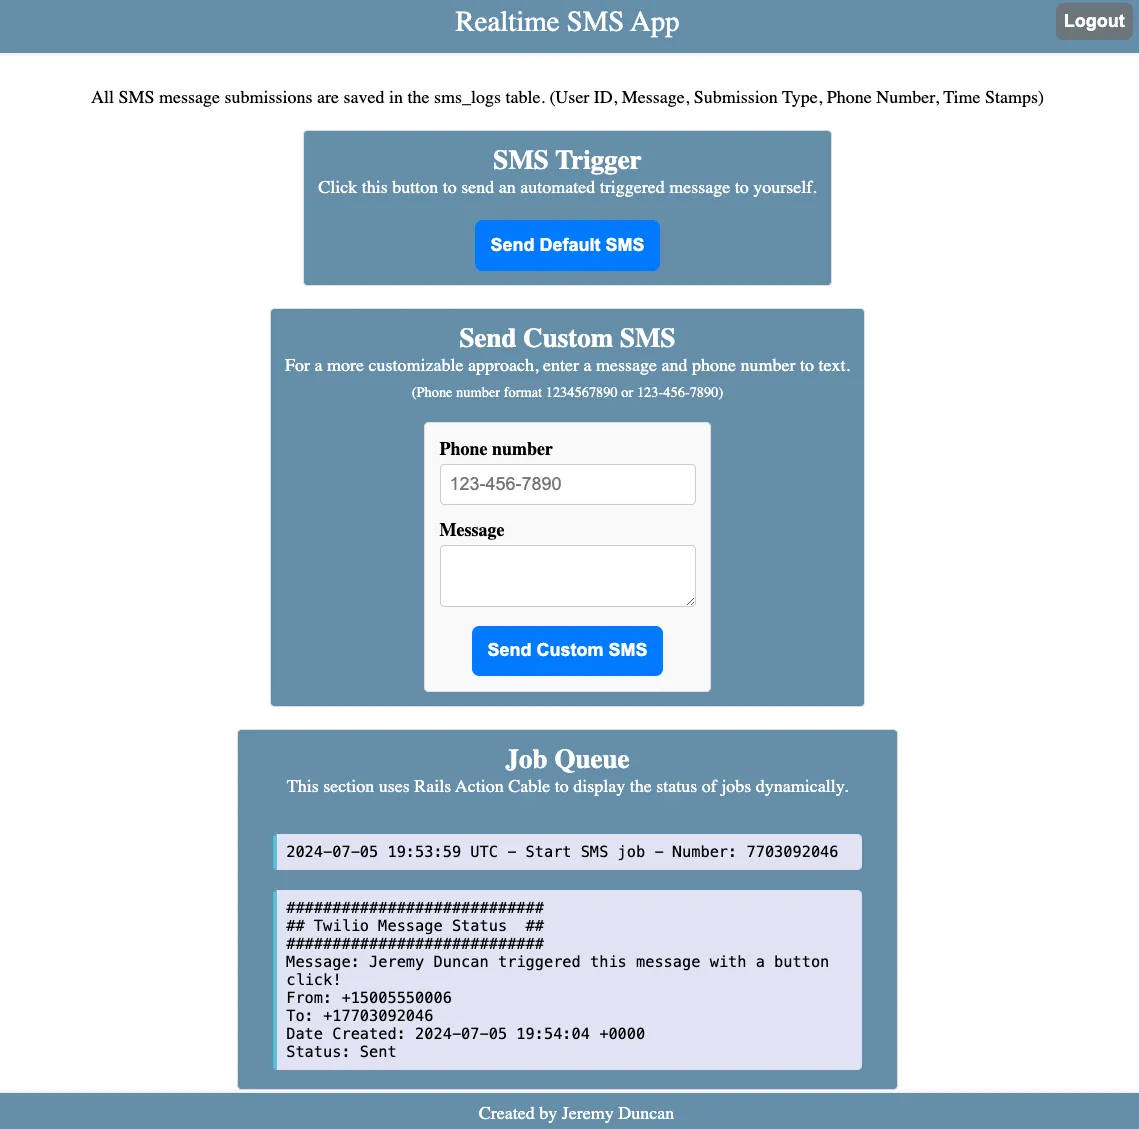 Realtime SMS App
Logout
All SMS message submissions are saved in the sms_logs table. (User ID, Message, Submission Type, Phone Number, Time Stamps)
SMS Trigger
Click this button to send an automated triggered message to yourself.
Send Default SMS
Send Custom SMS
For a more customizable approach, enter a message and phone number to text.
(Phone number format 1234567890 or 123-456-7890)
Phone number
123-456-7890
Message
Send Custom SMS
Job Queue
This section uses Rails Action Cable to display the status of jobs dynamically.
2024-07-05 19:53:59 UTC - Start SMS job - Number: 7703092046
############################
## Twilio Message Status  ##
############################
Message: Jeremy Duncan triggered this message with a button
click!
From: +15005550006
To: +17703092046
Date Created: 2024-07-05 19:54:04 +0000
Status: Sent
Created by Jeremy Duncan